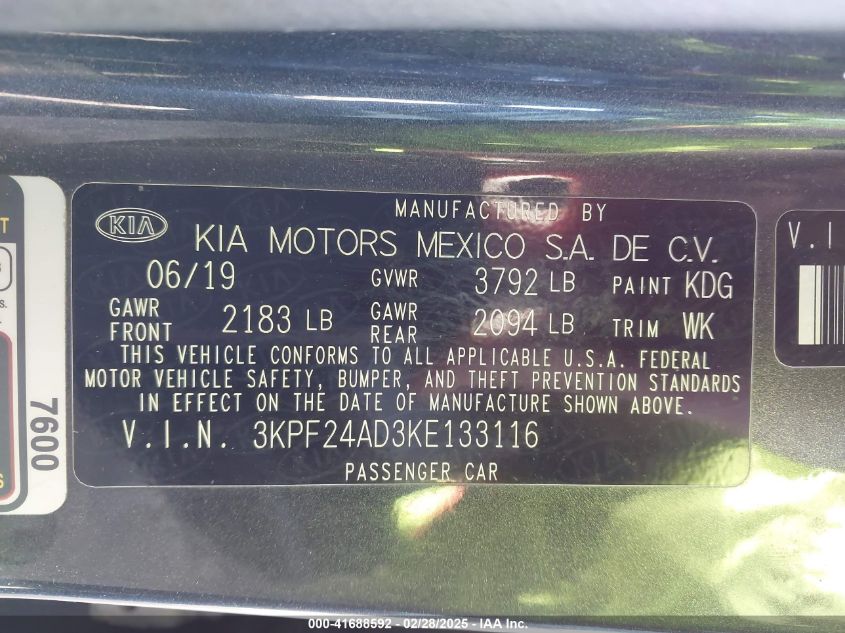 MANUFACTURED BY
KIA KIA MOTORS MEXICO S.A. DE C.V.
06/19 GVWR 3792 LB PAINT KDG
GAWR FRONT 2183 LB GAWR REAR 2094 LB TRIM WK
THIS VEHICLE CONFORMS TO ALL APPLICABLE U.S.A. FEDERAL
MOTOR VEHICLE SAFETY, BUMPER, AND THEFT PREVENTION STANDARDS
IN EFFECT ON THE DATE OF MANUFACTURE SHOWN ABOVE.
V.I.N. 3KPF24AD3KE133116
PASSENGER CAR
7600
V.I
000-41688592 - 02/28/2025 - IAAI, Inc.